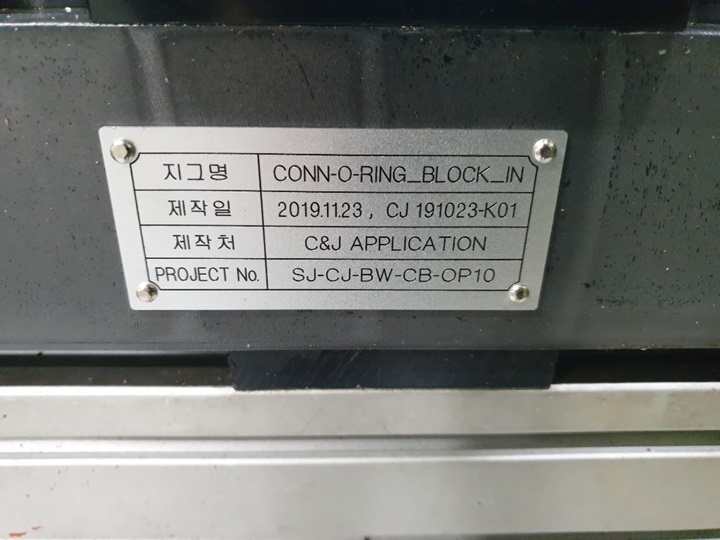 지그명 CONN-O-RING_BLOCK_IN
제작일 2019.11.23 , CJ 191023-K01
제작처 C&J APPLICATION
PROJECT No. SJ-CJ-BW-CB-OP10